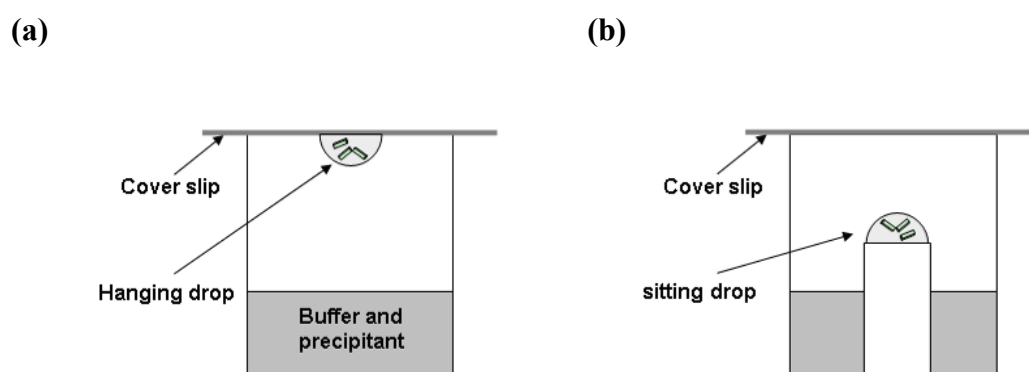 (a)
(b)
Cover slip
Cover slip
Hanging drop
sitting drop
Buffer and
precipitant